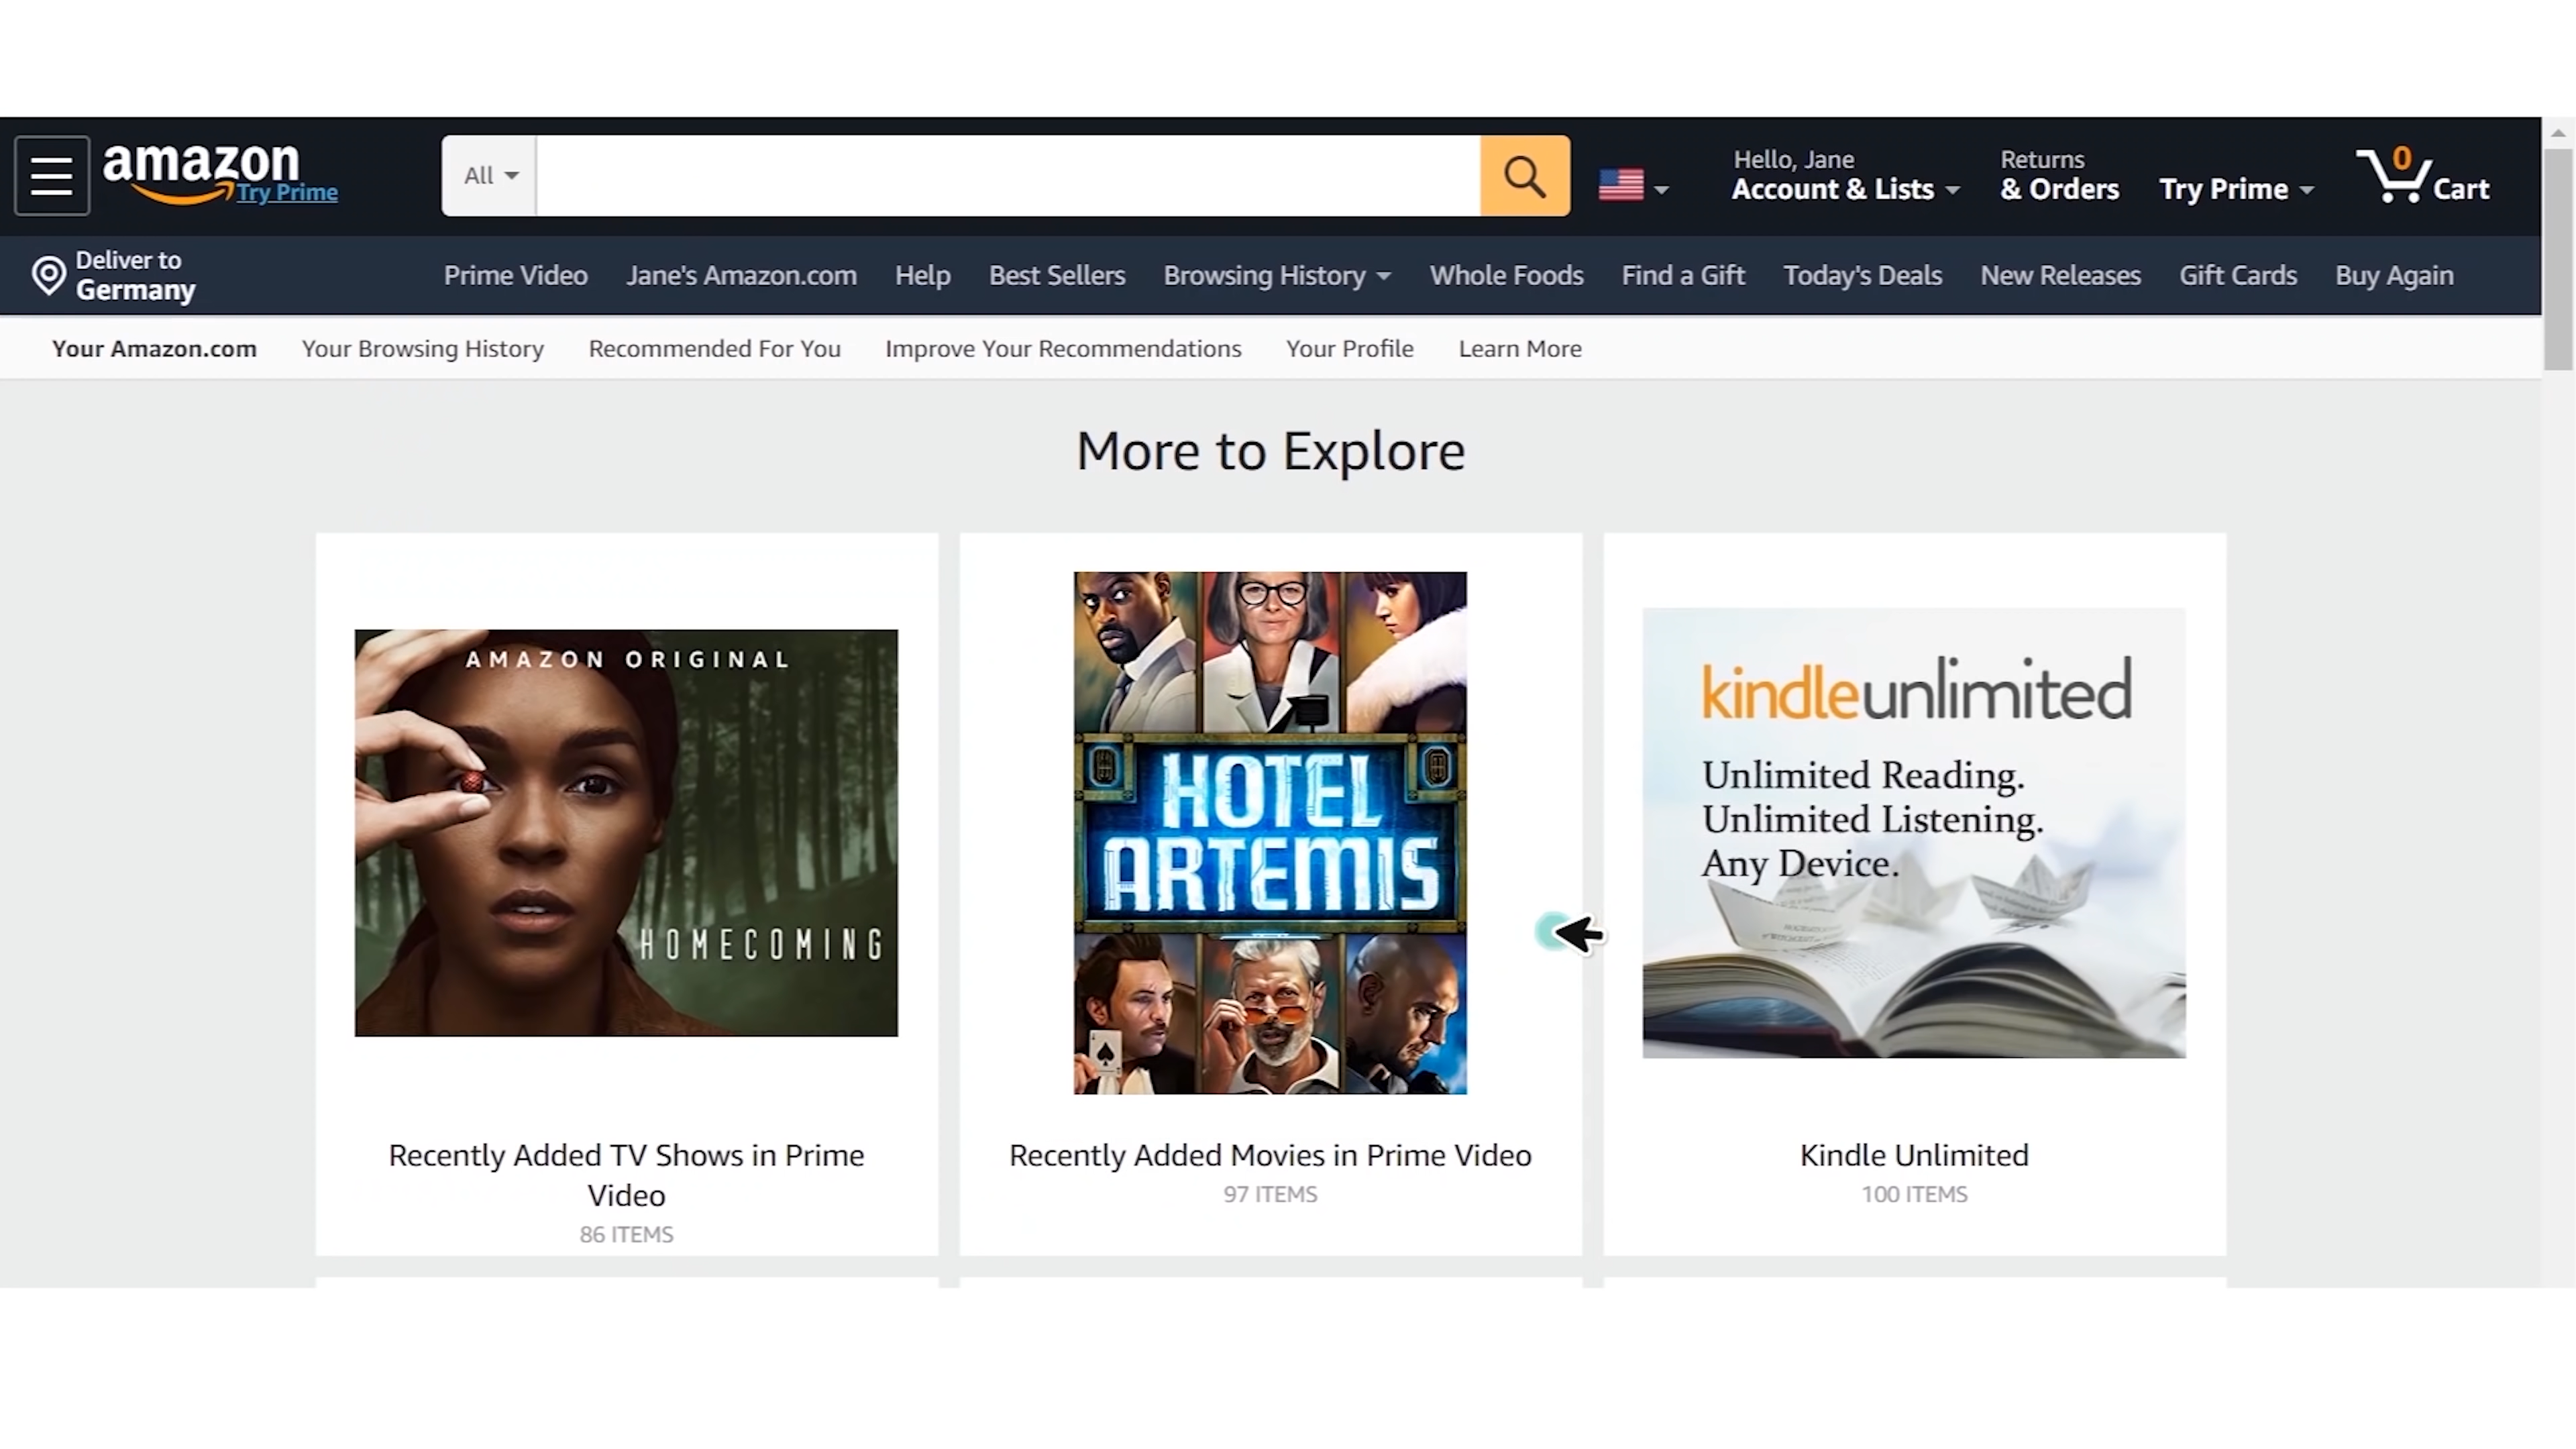 amazon
Try Prime
All
Hello, Jane
Account & Lists
Returns
& Orders
Try Prime
0
Cart
Deliver to
Germany
Prime Video
Jane's Amazon.com
Help
Best Sellers
Browsing History
Whole Foods
Find a Gift
Today's Deals
New Releases
Gift Cards
Buy Again
Your Amazon.com
Your Browsing History
Recommended For You
Improve Your Recommendations
Your Profile
Learn More
More to Explore
AMAZON ORIGINAL
HOMECOMING
Recently Added TV Shows in Prime
Video
86 ITEMS
HOTEL
ARTEMIS
Recently Added Movies in Prime Video
97 ITEMS
kindleunlimited
Unlimited Reading.
Unlimited Listening.
Any Device.
Kindle Unlimited
100 ITEMS